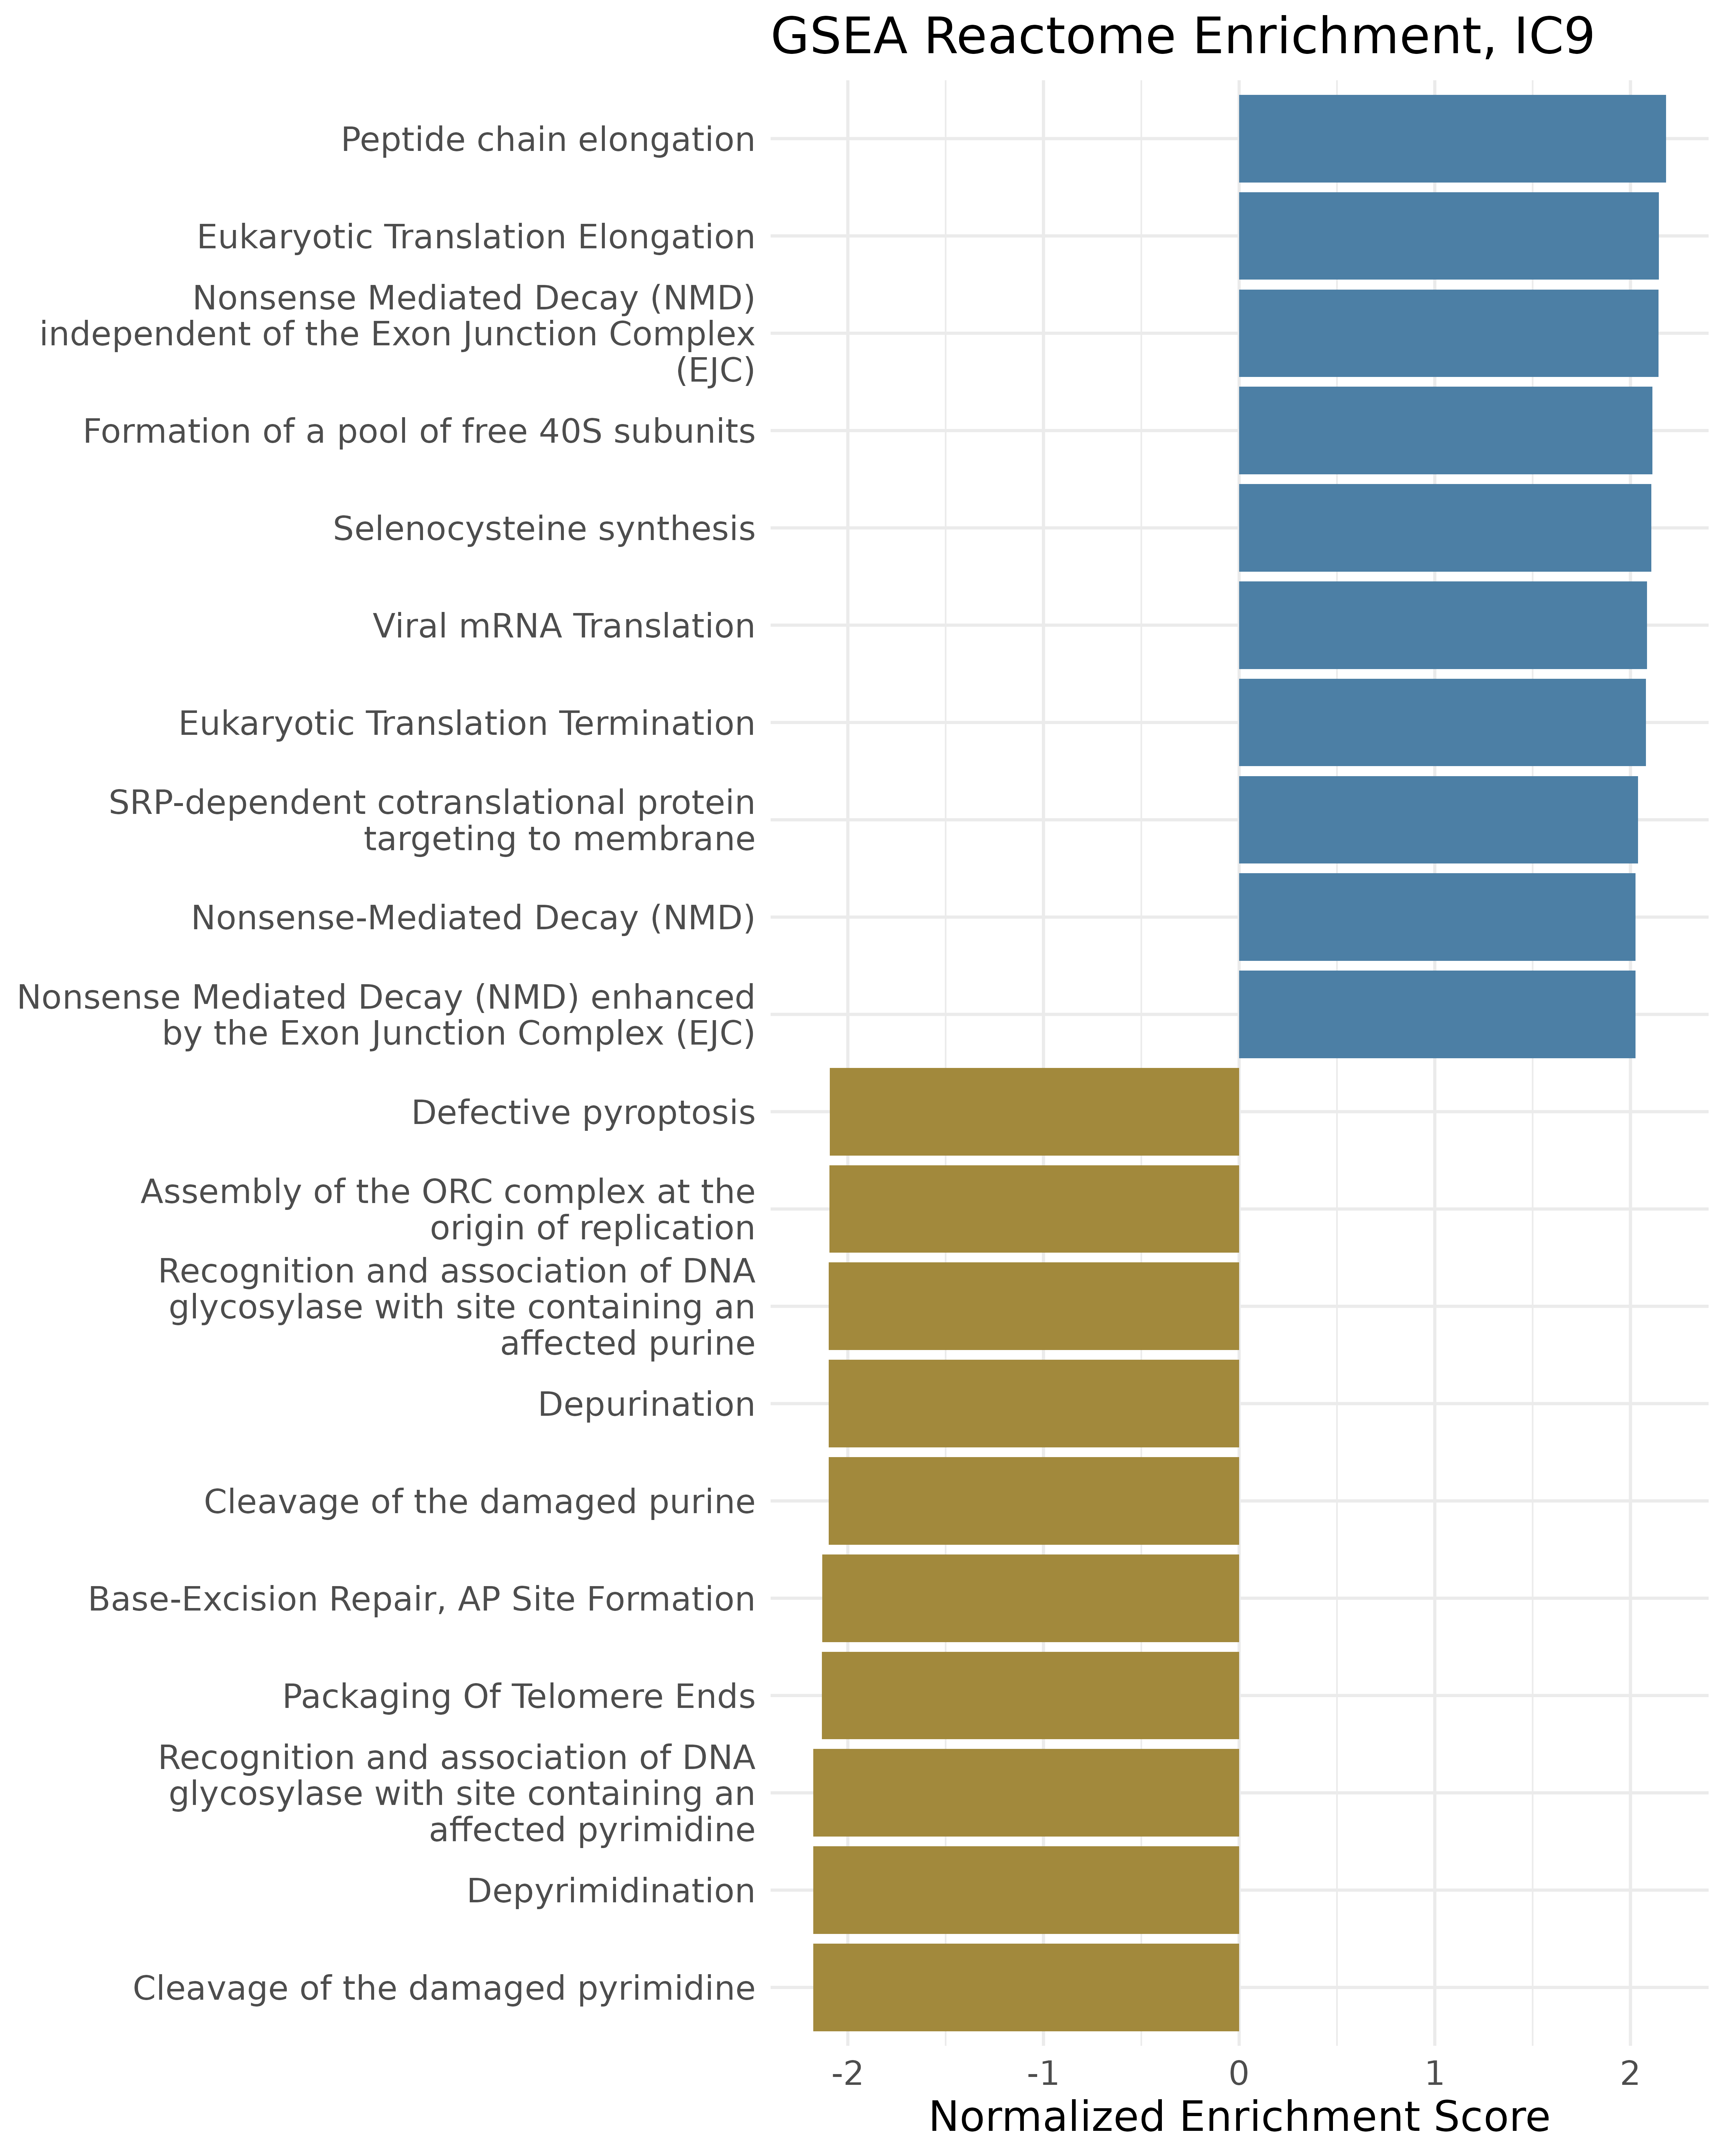 GSEA Reactome Enrichment, IC9
Peptide chain elongation
Eukaryotic Translation Elongation
Nonsense Mediated Decay (NMD)
independent of the Exon Junction Complex
(EJC)
Formation of a pool of free 40S subunits
Selenocysteine synthesis
Viral mRNA Translation
Eukaryotic Translation Termination
SRP-dependent cotranslational protein
targeting to membrane
Nonsense-Mediated Decay (NMD)
Nonsense Mediated Decay (NMD) enhanced
by the Exon Junction Complex (EJC)
Defective pyroptosis
Assembly of the ORC complex at the
origin of replication
Recognition and association of DNA
glycosylase with site containing an
affected purine
Depurination
Cleavage of the damaged purine
Base-Excision Repair, AP Site Formation
Packaging Of Telomere Ends
Recognition and association of DNA
glycosylase with site containing an
affected pyrimidine
Depyrimidination
Cleavage of the damaged pyrimidine
-2 -1 0 1 2
Normalized Enrichment Score